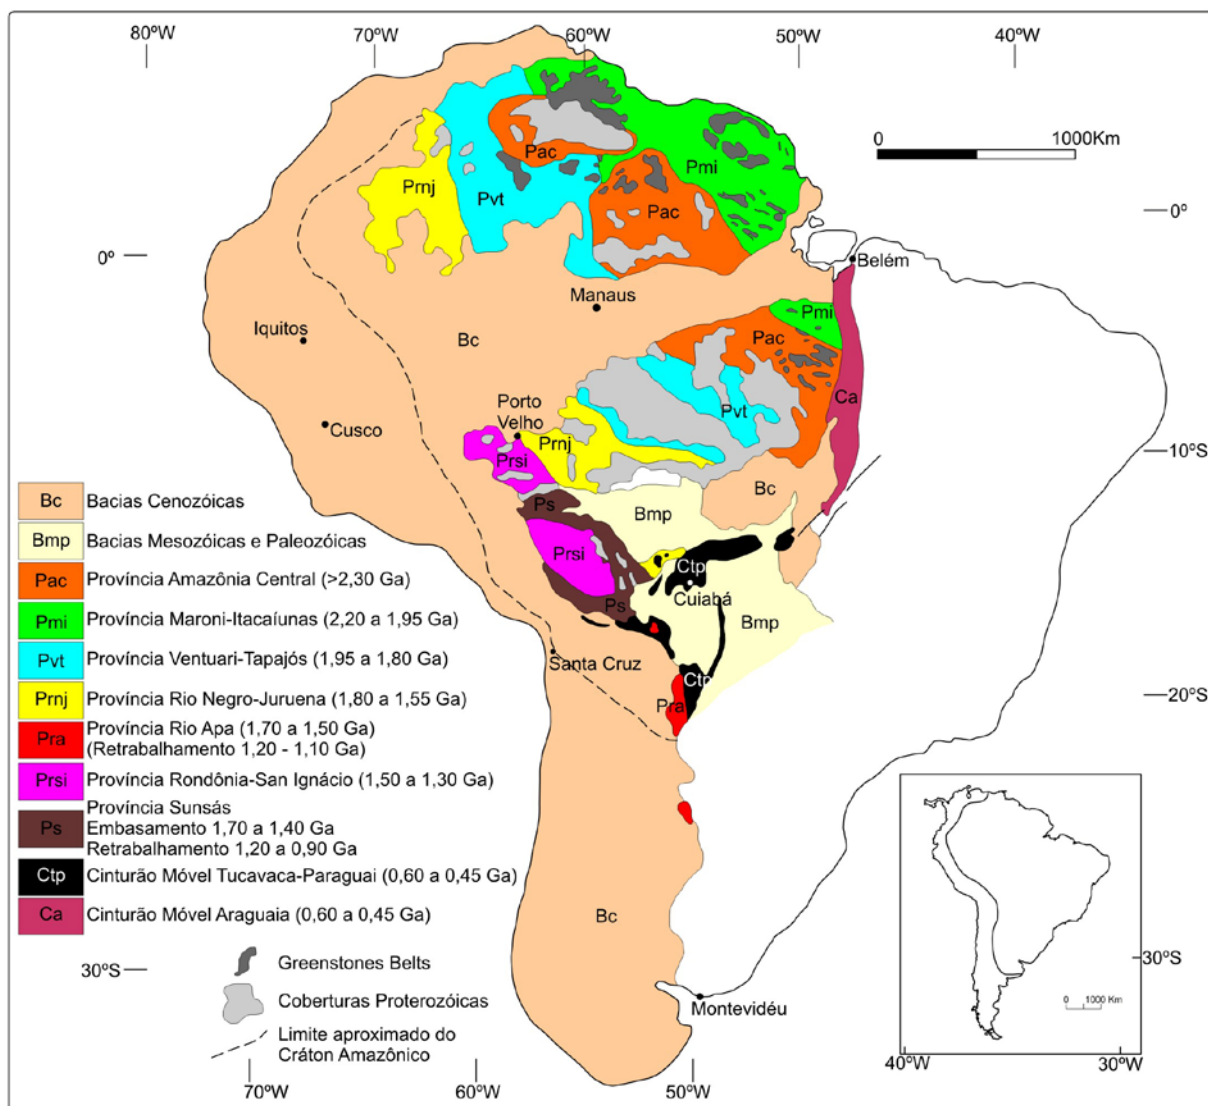 80ºW
70ºW
60ºW
50ºW
40ºW
0
1000Km
Pac
Pmi
Prnj
Pvt
Pac
0º
0º
Belém
Manaus
Pmi
Iquitos
Bc
Pac
Ca
Pvt
Porto
Velho
Cusco
Prnj
10ºS
Prsi
Bc
Ps
Bmp
Prsi
Ctp
Cuiabá
Ps
Bmp
Santa Cruz
Ctp
Pra
20ºS
Bc Bacias Cenozóicas
Bmp Bacias Mesozóicas e Paleozóicas
Pac Província Amazônia Central (>2,30 Ga)
Pmi Província Maroni-Itacaíunas (2,20 a 1,95 Ga)
Pvt Província Ventuari-Tapajós (1,95 a 1,80 Ga)
Prnj Província Rio Negro-Juruena (1,80 a 1,55 Ga)
Pra Província Rio Apa (1,70 a 1,50 Ga)
(Retrabalhamento 1,20 - 1,10 Ga)
Prsi Província Rondônia-San Ignácio (1,50 a 1,30 Ga)
Província Sunsás
Ps Embasamento 1,70 a 1,40 Ga
Retrabalhamento 1,20 a 0,90 Ga
Ctp Cinturão Móvel Tucavaca-Paraguai (0,60 a 0,45 Ga)
Ca Cinturão Móvel Araguaia (0,60 a 0,45 Ga)
Bc
Greenstones Belts
30ºS
30ºS
Coberturas Proterozóicas
Montevidéu
0 1000 Km
Limite aproximado do
Cráton Amazônico
40ºW
30ºW
70ºW
60ºW
50ºW